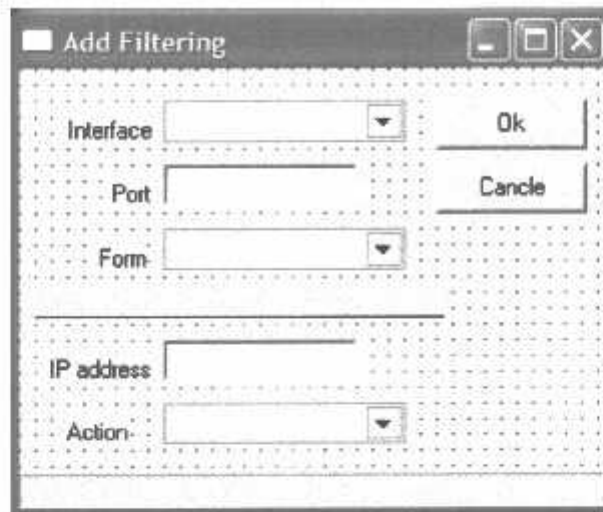 Add Filtering
Interface
Ok
Port
Cancle
Form
IP address
Action